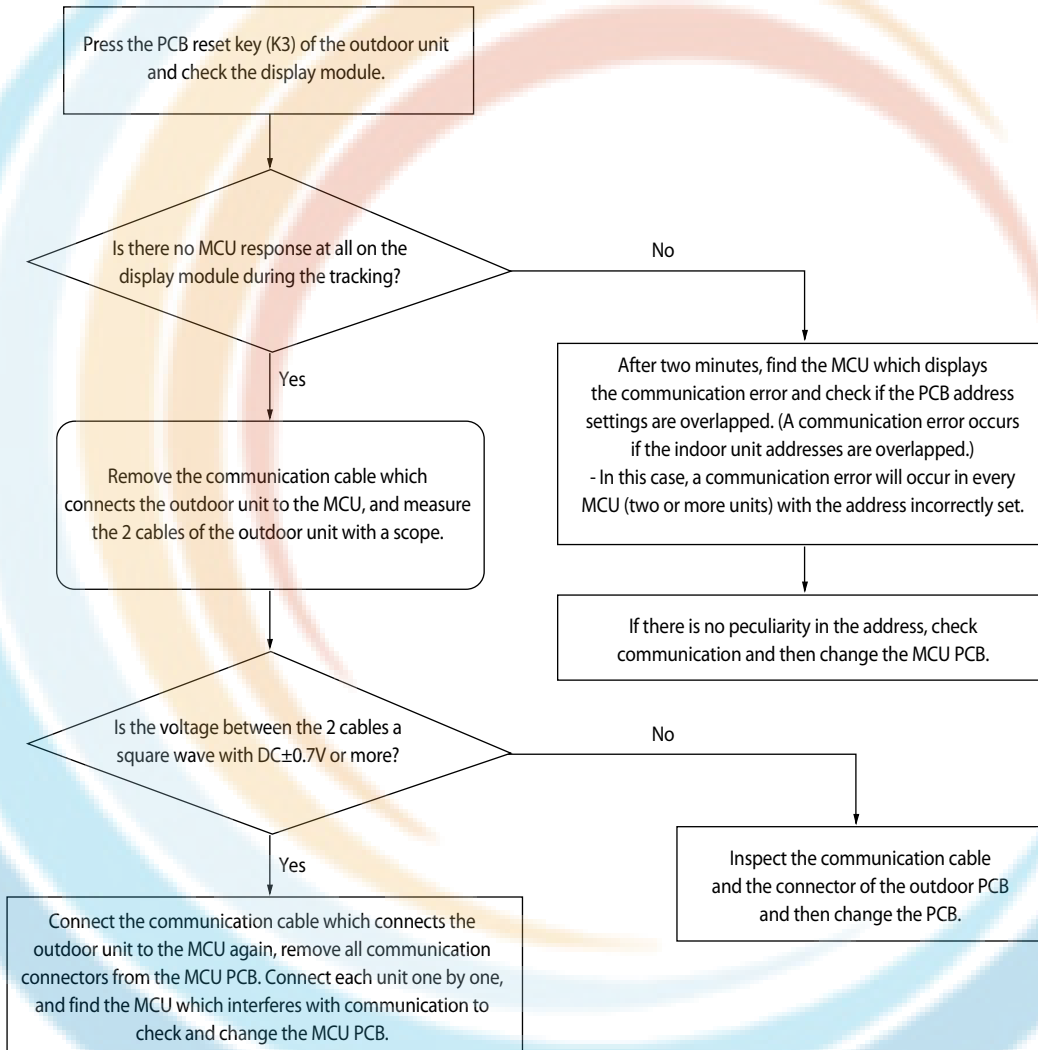 Press the PCB reset key (K3) of the outdoor unit
and check the display module.
Is there no MCU response at all on the
display module during the tracking?
No
Yes
After two minutes, find the MCU which displays
the communication error and check if the PCB address
settings are overlapped. (A communication error occurs
if the indoor unit addresses are overlapped.)
- In this case, a communication error will occur in every
MCU (two or more units) with the address incorrectly set.
Remove the communication cable which
connects the outdoor unit to the MCU, and measure
the 2 cables of the outdoor unit with a scope.
If there is no peculiarity in the address, check
communication and then change the MCU PCB.
Is the voltage between the 2 cables a
square wave with DC±0.7V or more?
No
Yes
Inspect the communication cable
and the connector of the outdoor PCB
and then change the PCB.
Connect the communication cable which connects the
outdoor unit to the MCU again, remove all communication
connectors from the MCU PCB. Connect each unit one by one,
and find the MCU which interferes with communication to
check and change the MCU PCB.